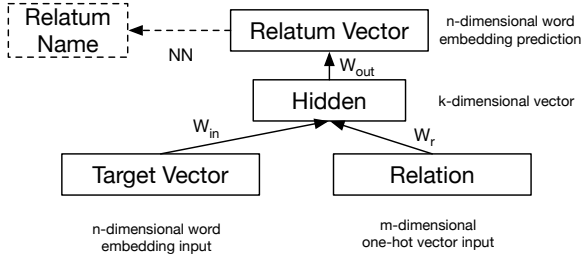 Relatum
Name
NN
Relatum Vector
n-dimensional word
embedding prediction
Wout
Hidden
k-dimensional vector
Win
Wr
Target Vector
Relation
n-dimensional word
embedding input
m-dimensional
one-hot vector input